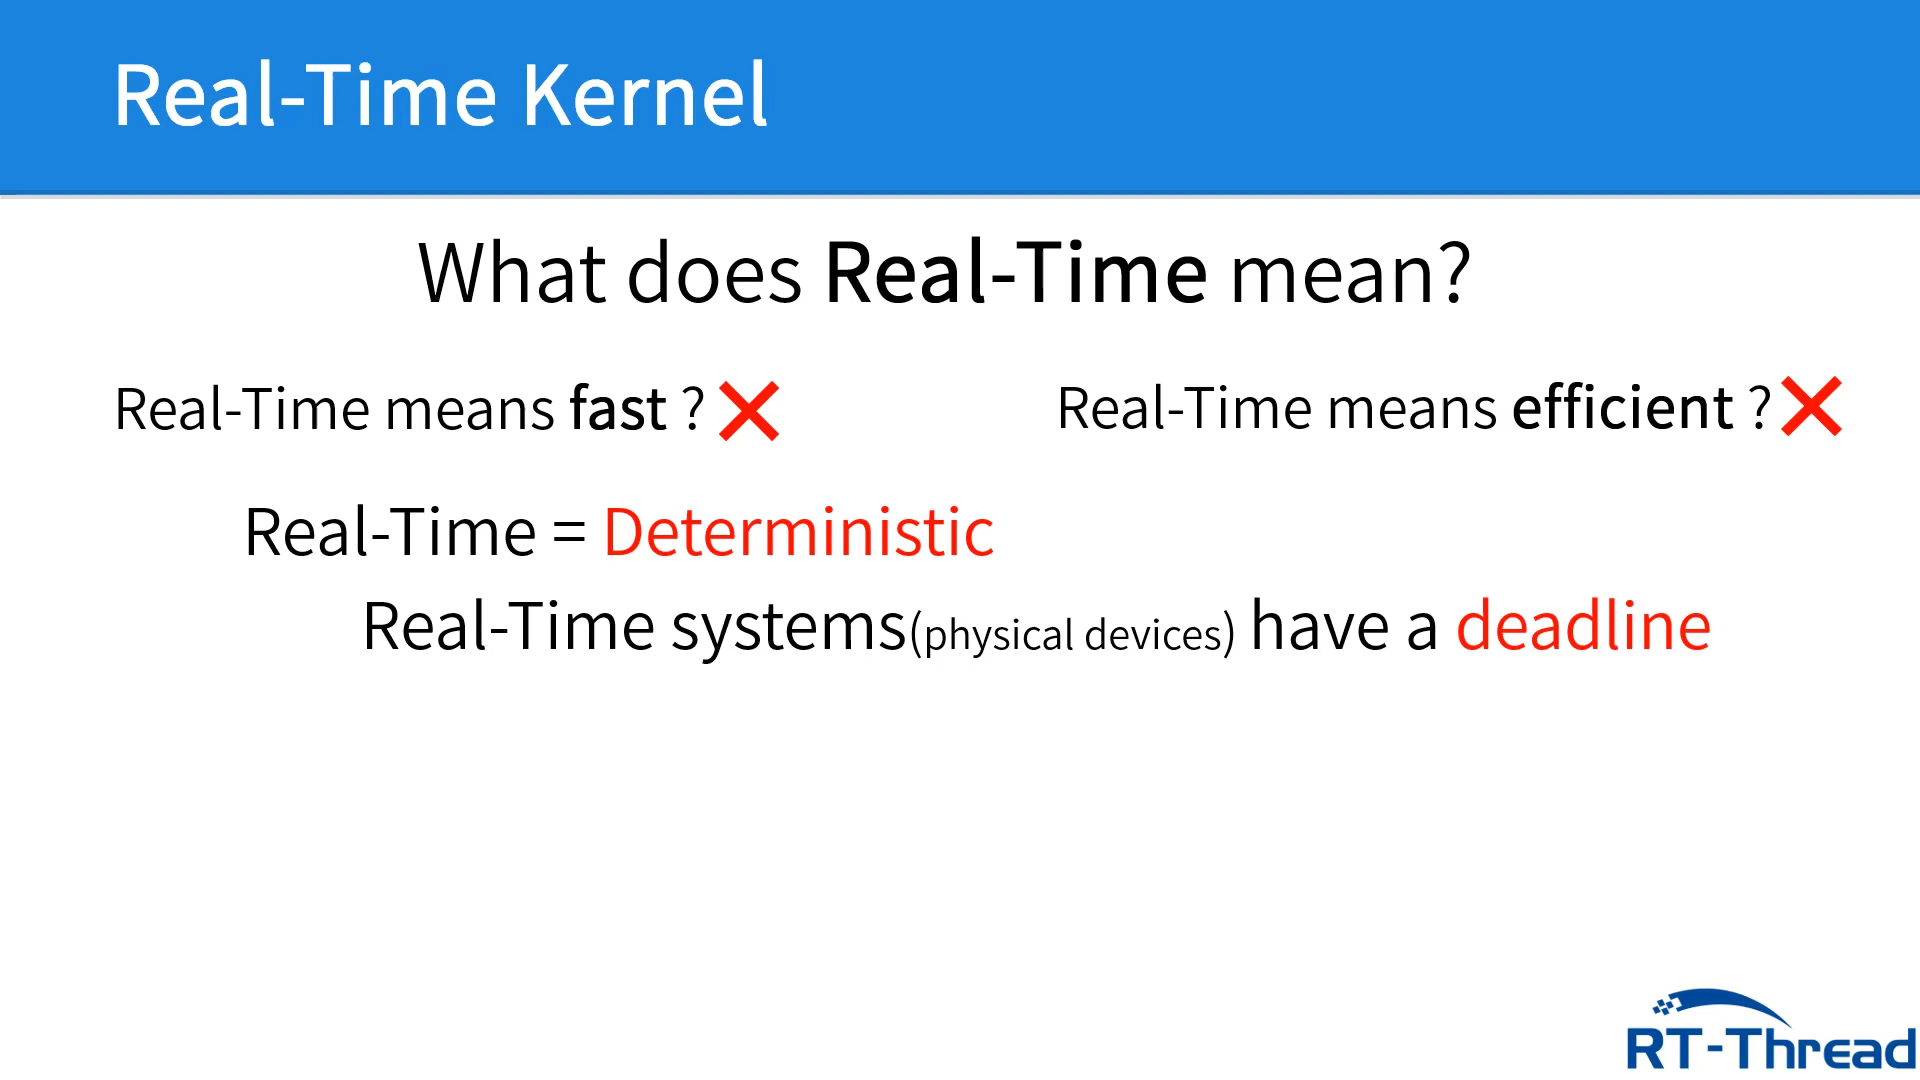 Real-Time Kernel
What does Real-Time mean?
Real-Time means fast ?
Real-Time means efficient ?
Real-Time = Deterministic
Real-Time systems(physical devices) have a deadline
RT-Thread